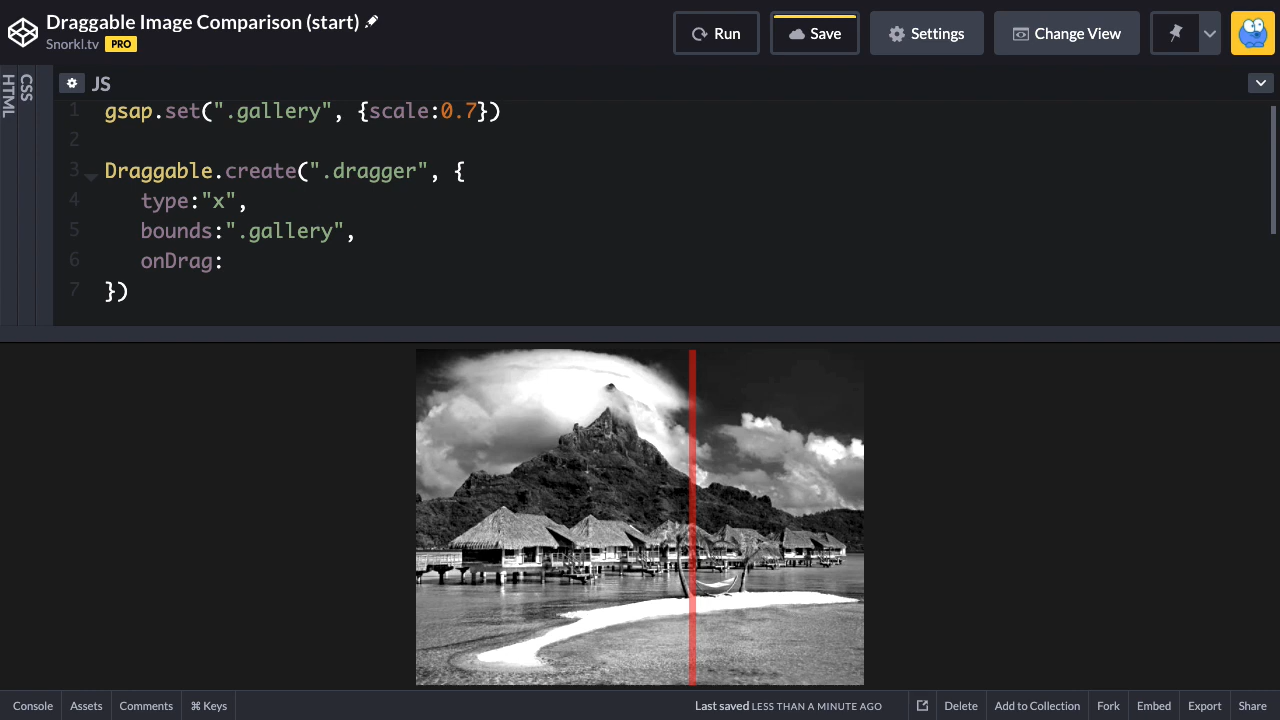 Draggable Image Comparison (start)
Snorkl.tv PRO
Run
Save
Settings
Change View
HTML
CSS
JS
1 gsap.set(".gallery", {scale:0.7})
2
3 Draggable.create(".dragger", {
4 type:"x",
5 bounds:".gallery",
6 onDrag:
7 })
Console Assets Comments ⌘ Keys Last saved LESS THAN A MINUTE AGO Delete Add to Collection Fork Embed Export Share